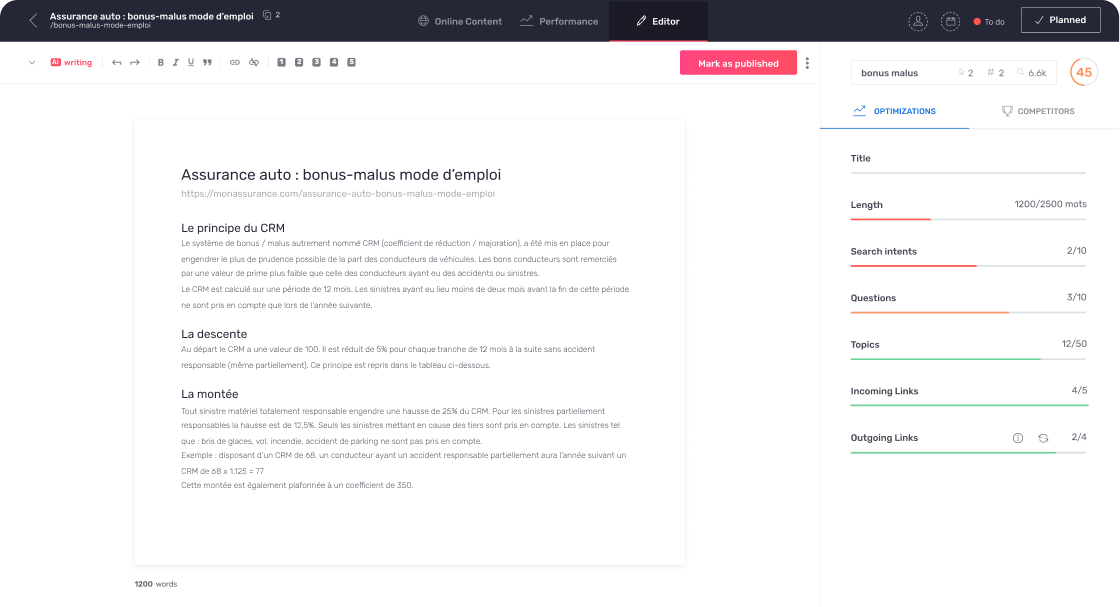 Assurance auto : bonus-malus mode d'emploi 2
/bonus-malus-mode-emploi
Online Content
Performance
Editor
To do
Planned
AI writing
B I U
1 2 3 4 5
Mark as published
Assurance auto : bonus-malus mode d'emploi
https://monassurance.com/assurance-auto-bonus-malus-mode-emploi
Le principe du CRM
Le système de bonus / malus autrement nommé CRM (coefficient de réduction / majoration), a été mis en place pour
engendrer le plus de prudence possible de la part des conducteurs de véhicules. Les bons conducteurs sont remerciés
par une valeur de prime plus faible que celle des conducteurs ayant eu des accidents ou sinistres.
Le CRM est calculé sur une période de 12 mois. Les sinistres ayant eu lieu moins de deux mois avant la fin de cette période
ne sont pris en compte que lors de l'année suivante.
La descente
Au départ le CRM a une valeur de 100. Il est réduit de 5% pour chaque tranche de 12 mois à la suite sans accident
responsable (même partiellement). Ce principe est repris dans le tableau ci-dessous.
La montée
Tout sinistre matériel totalement responsable engendre une hausse de 25% du CRM. Pour les sinistres partiellement
responsables la hausse est de 12,5%. Seuls les sinistres mettant en cause des tiers sont pris en compte. Les sinistres tel
que : bris de glaces, vol, incendie, accident de parking ne sont pas pris en compte.
Exemple : disposant d'un CRM de 68, un conducteur ayant un accident responsable partiellement aura l'année suivant un
CRM de 68 x 1.125 = 77
Cette montée est également plafonnée à un coefficient de 350.
1200 words
bonus malus 2 # 2 6.6k
45
OPTIMIZATIONS
COMPETITORS
Title
Length 1200/2500 mots
Search intents 2/10
Questions 3/10
Topics 12/50
Incoming Links 4/5
Outgoing Links 2/4